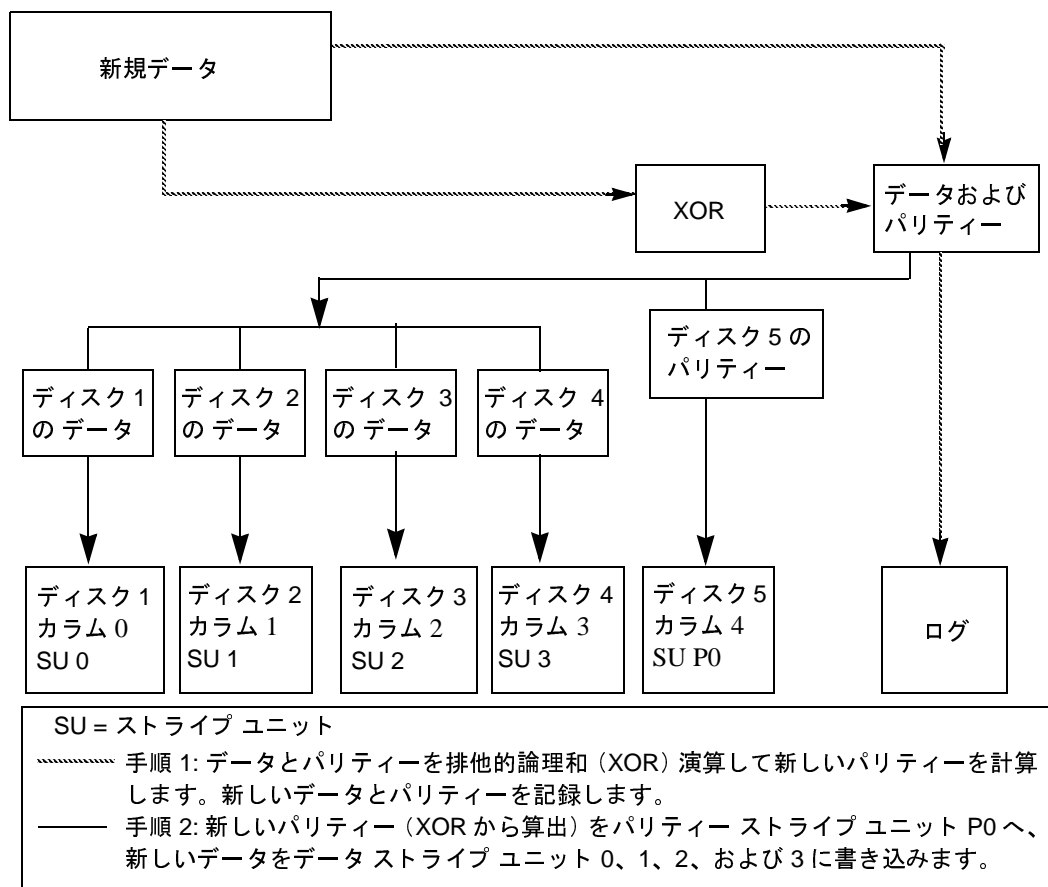 新規データ
XOR
データおよび
パリティー
ディスク 5 の
パリティー
ディスク 1
の データ
ディスク 2
の データ
ディスク 3
の データ
ディスク 4
の データ
ディスク 1
カラム 0
SU 0
ディスク 2
カラム 1
SU 1
ディスク 3
カラム 2
SU 2
ディスク 4
カラム 3
SU 3
ディスク 5
カラム 4
SU P0
ログ
SU = ストライプ ユニット
手順 1: データとパリティーを排他的論理和（XOR）演算して新しいパリティーを計算
します。新しいデータとパリティーを記録します。
手順 2: 新しいパリティー（XOR から算出）をパリティー ストライプ ユニット P0 へ、
新しいデータをデータ ストライプ ユニット 0、1、2、および 3 に書き込みます。